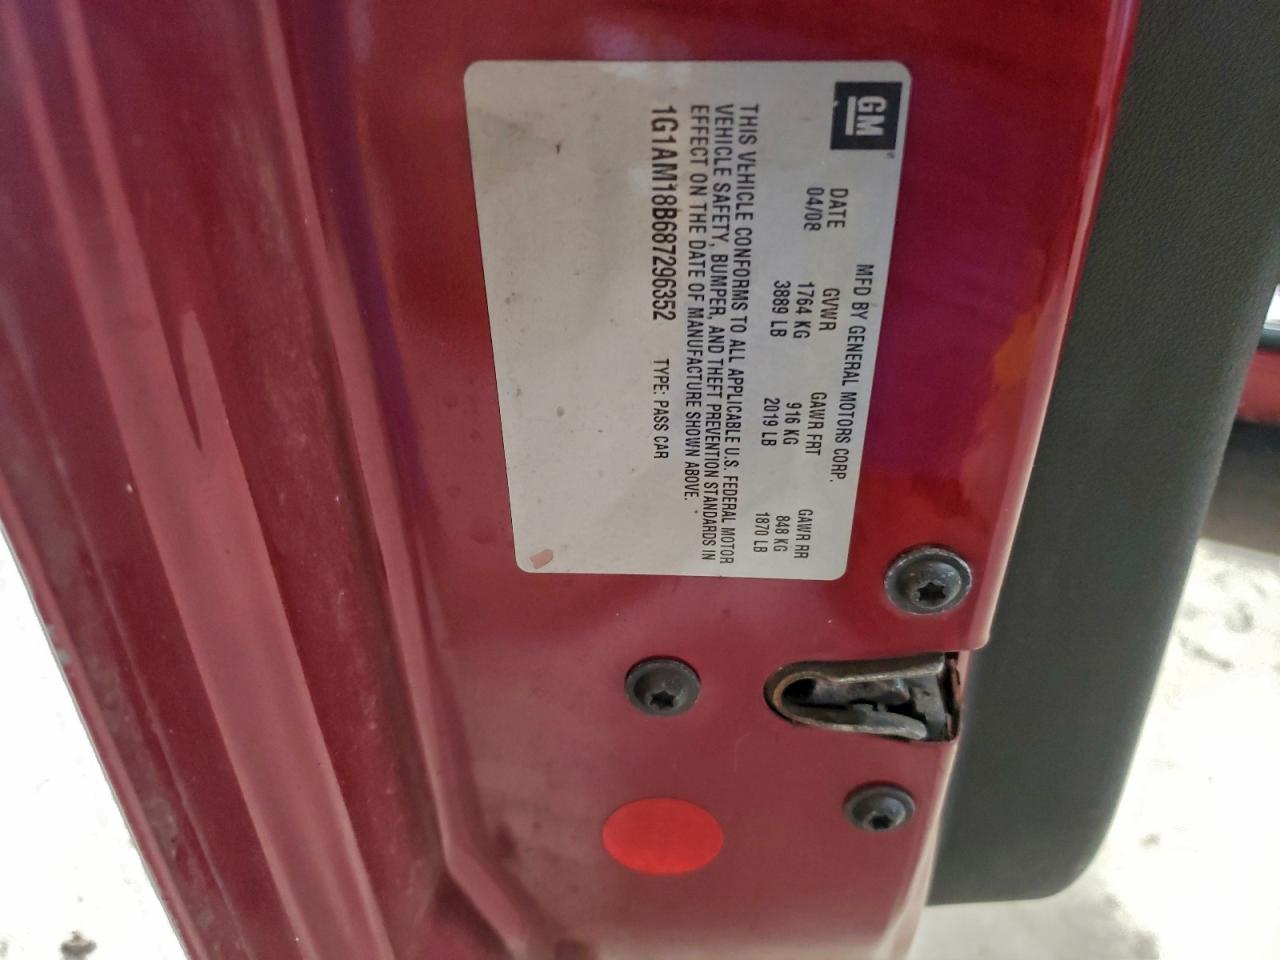 GM
MFD BY GENERAL MOTORS CORP.
DATE GVWR GAWR FRT GAWR RR
04/08 1764 KG 916 KG 848 KG
3889 LB 2019 LB 1870 LB
THIS VEHICLE CONFORMS TO ALL APPLICABLE U.S. FEDERAL MOTOR
VEHICLE SAFETY, BUMPER, AND THEFT PREVENTION STANDARDS IN
EFFECT ON THE DATE OF MANUFACTURE SHOWN ABOVE.
1G1AM18B687296352 TYPE: PASS CAR